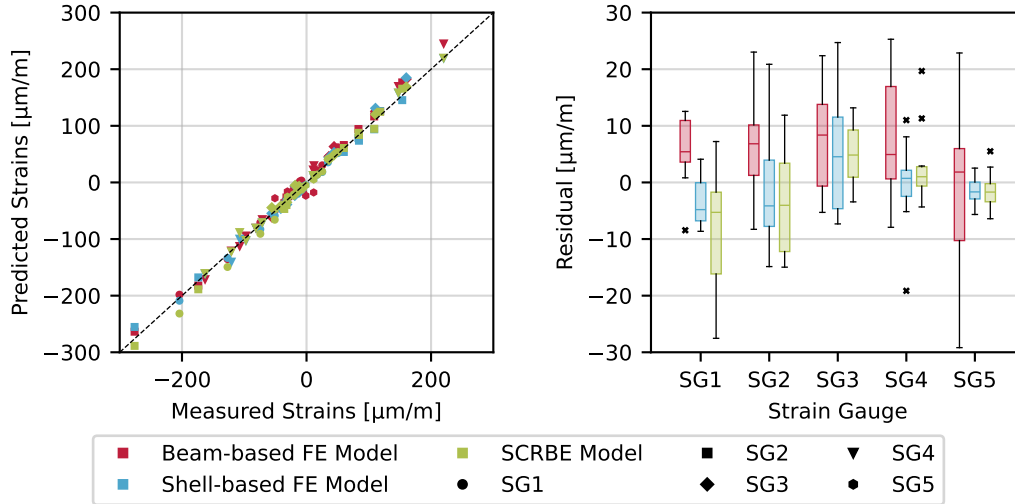 300
200
100
0
−100
−200
−300
−200
0
200
Predicted Strains [µm/m]
Measured Strains [µm/m]
30
20
10
0
−10
−20
−30
SG1 SG2 SG3 SG4 SG5
Residual [µm/m]
Strain Gauge
Beam-based FE Model
Shell-based FE Model
SCRBE Model
SG1
SG2
SG3
SG4
SG5